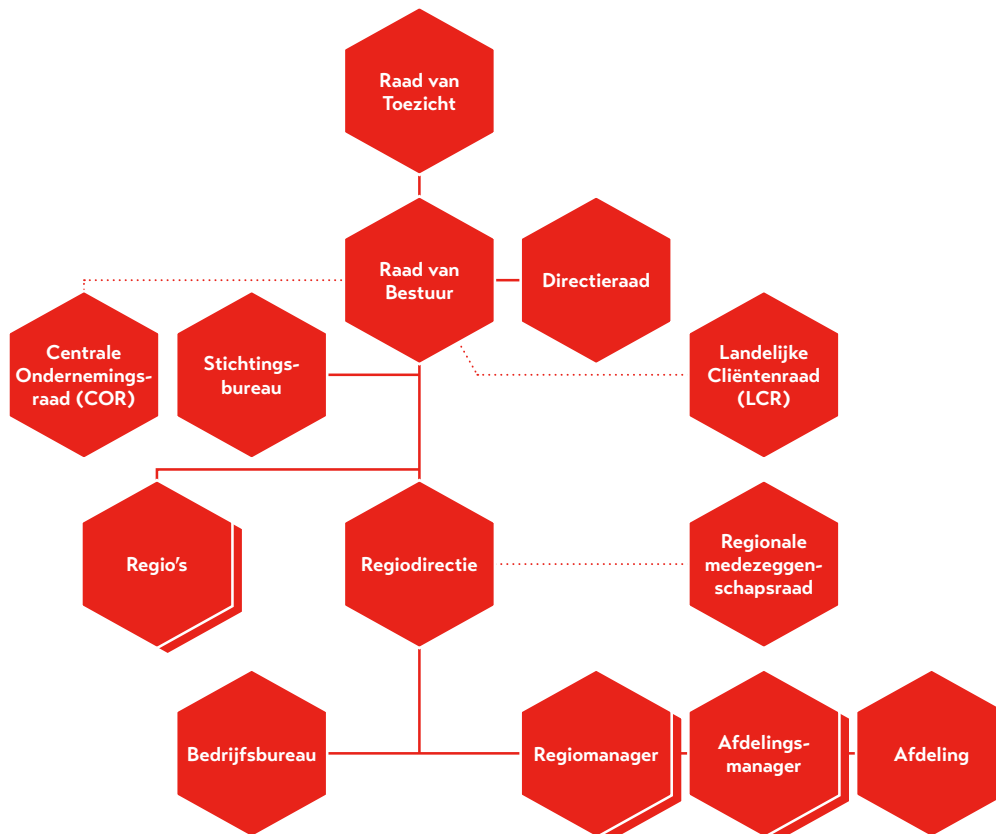 Raad van
Toezicht
Raad van
Bestuur
Directieraad
Centrale
Ondernemings-
raad (COR)
Stichtings-
bureau
Landelijke
Cliëntenraad
(LCR)
Regio's
Regiodirectie
Regionale
medezeggen-
schapsraad
Bedrijfsbureau
Regiomanager
Afdelings-
manager
Afdeling